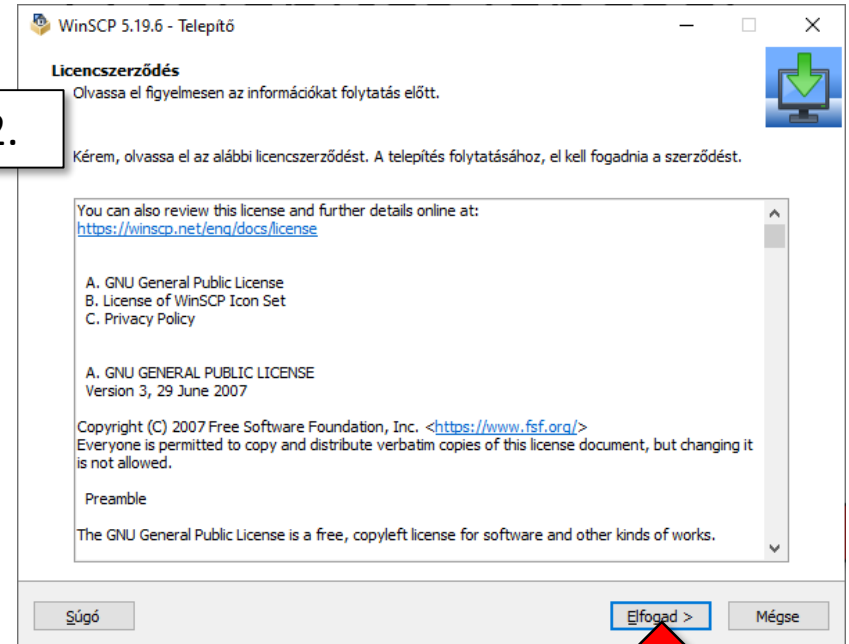 WinSCP 5.19.6 - Telepítő
Licencszerződés
Olvassa el figyelmesen az információkat folytatás előtt.
2.
Kérem, olvassa el az alábbi licencszerződést. A telepítés folytatásához, el kell fogadnia a szerződést.
You can also review this license and further details online at:
https://winscp.net/eng/docs/license
A. GNU General Public License
B. License of WinSCP Icon Set
C. Privacy Policy
A. GNU GENERAL PUBLIC LICENSE
Version 3, 29 June 2007
Copyright (C) 2007 Free Software Foundation, Inc. <https://www.fsf.org/>
Everyone is permitted to copy and distribute verbatim copies of this license document, but changing it
is not allowed.
Preamble
The GNU General Public License is a free, copyleft license for software and other kinds of works.
Súgó
Elfogad >
Mégse